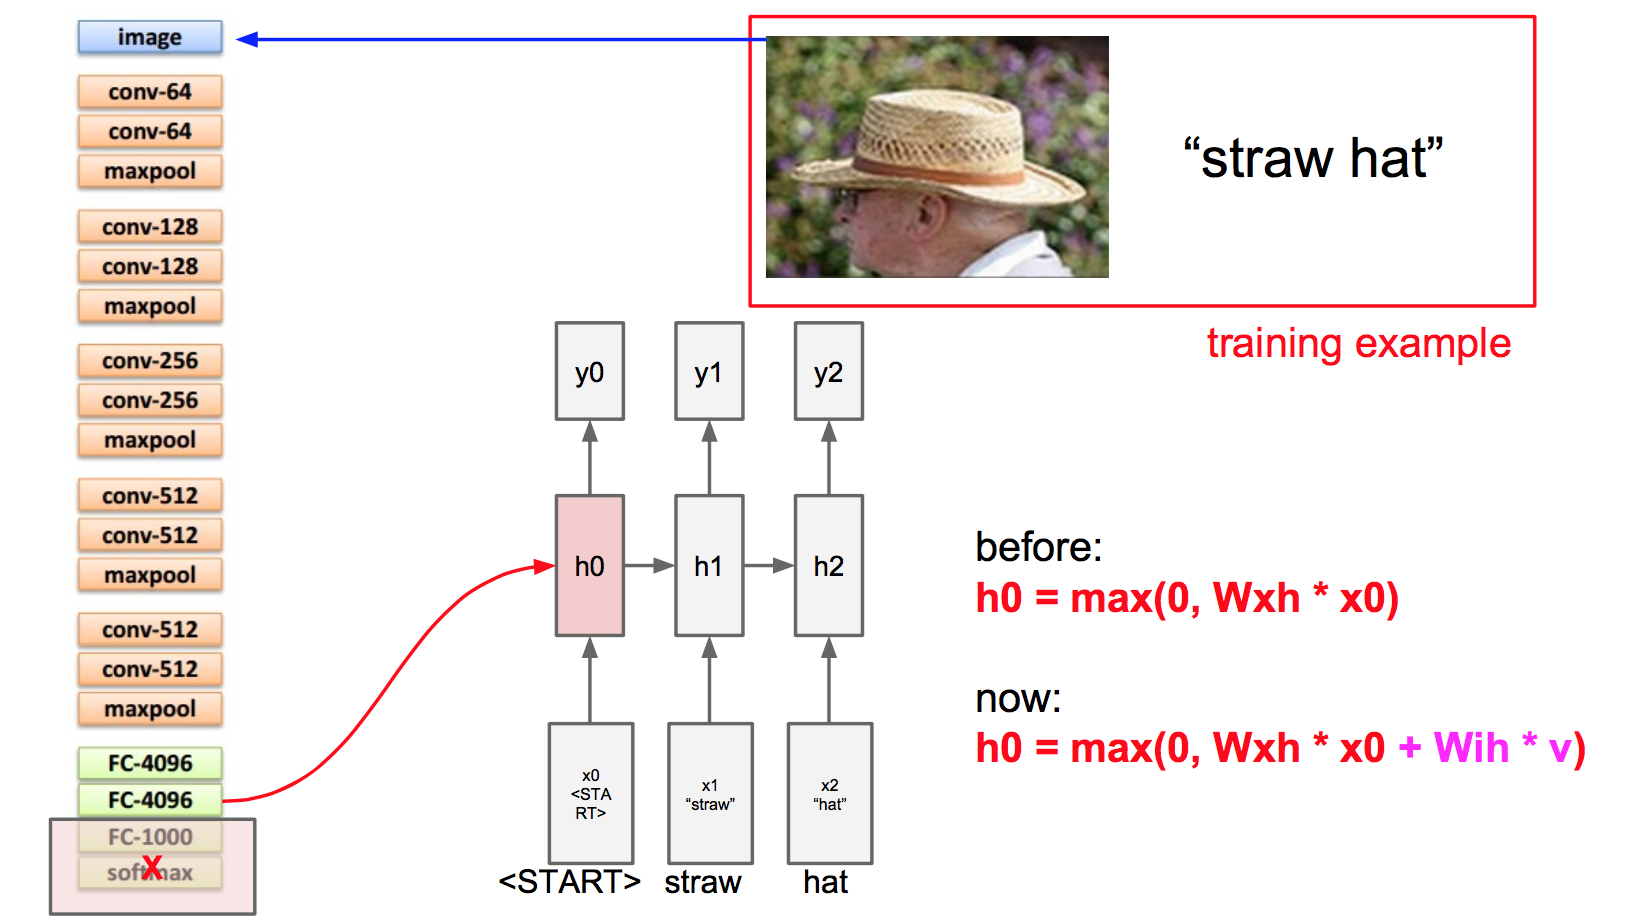 image
conv-64
conv-64
maxpool
conv-128
conv-128
maxpool
conv-256
conv-256
maxpool
conv-512
conv-512
maxpool
conv-512
conv-512
maxpool
FC-4096
FC-4096
FC-1000
softmax
X
“straw hat”
training example
y0
y1
y2
h0
h1
h2
x0
<STA
RT>
x1
“straw”
x2
“hat”
<START>
straw
hat
before:
h0 = max(0, Wxh * x0)
now:
h0 = max(0, Wxh * x0 + Wih * v)